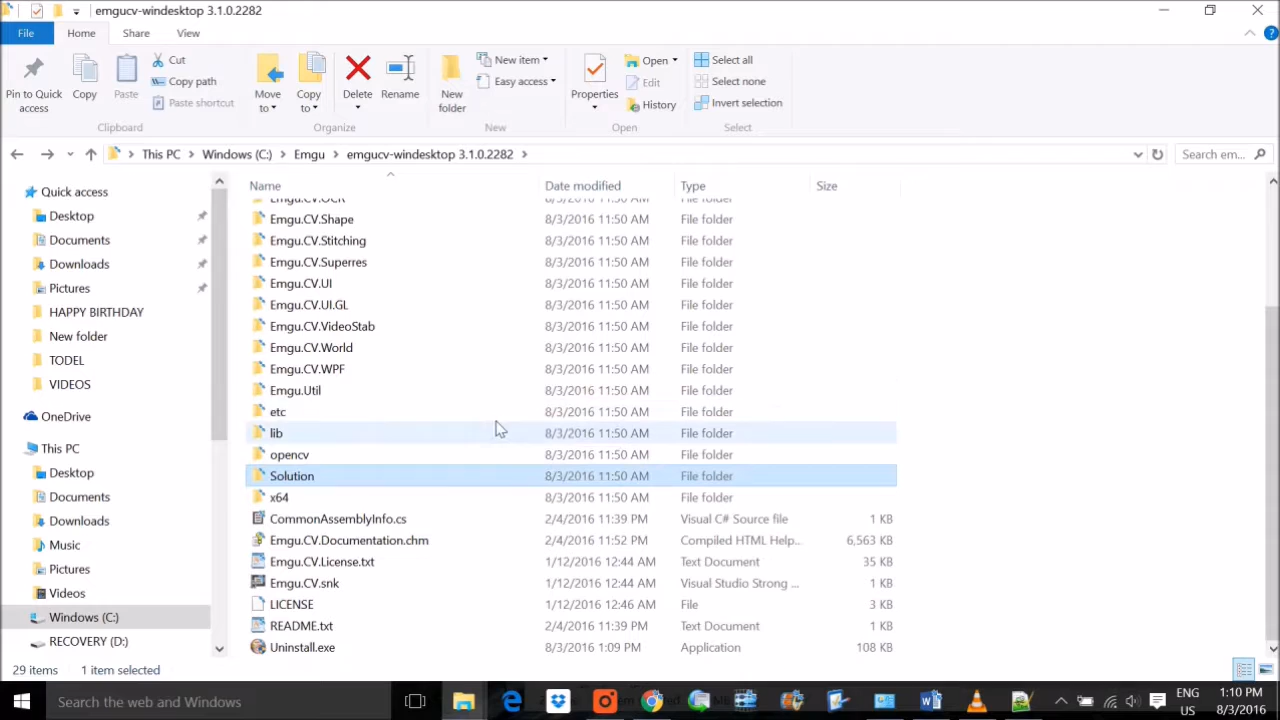 emgucv-windesktop 3.1.0.2282
File Home Share View
Pin to Quick access
Copy
Paste
Cut
Copy path
Paste shortcut
Move to
Copy to
Delete
Rename
New folder
New item
Easy access
Properties
Open
Edit
History
Select all
Select none
Invert selection
Clipboard Organize New Open Select
This PC > Windows (C:) > Emgu > emgucv-windesktop 3.1.0.2282 >
Search em...
Name Date modified Type Size
Quick access
Desktop
Documents
Downloads
Pictures
HAPPY BIRTHDAY
New folder
TODEL
VIDEOS
OneDrive
This PC
Desktop
Documents
Downloads
Music
Pictures
Videos
Windows (C:)
RECOVERY (D:)
Emgu.CV.OCR 8/3/2016 11:50 AM File folder
Emgu.CV.Shape 8/3/2016 11:50 AM File folder
Emgu.CV.Stitching 8/3/2016 11:50 AM File folder
Emgu.CV.Superres 8/3/2016 11:50 AM File folder
Emgu.CV.UI 8/3/2016 11:50 AM File folder
Emgu.CV.UI.GL 8/3/2016 11:50 AM File folder
Emgu.CV.VideoStab 8/3/2016 11:50 AM File folder
Emgu.CV.World 8/3/2016 11:50 AM File folder
Emgu.CV.WPF 8/3/2016 11:50 AM File folder
Emgu.Util 8/3/2016 11:50 AM File folder
etc 8/3/2016 11:50 AM File folder
lib 8/3/2016 11:50 AM File folder
opencv 8/3/2016 11:50 AM File folder
Solution 8/3/2016 11:50 AM File folder
x64 8/3/2016 11:50 AM File folder
CommonAssemblyInfo.cs 2/4/2016 11:39 PM Visual C# Source file 1 KB
Emgu.CV.Documentation.chm 2/4/2016 11:52 PM Compiled HTML Help... 6,563 KB
Emgu.CV.License.txt 1/12/2016 12:44 AM Text Document 35 KB
Emgu.CV.snk 1/12/2016 12:44 AM Visual Studio Strong ... 1 KB
LICENSE 1/12/2016 12:46 AM File 3 KB
README.txt 2/4/2016 11:39 PM Text Document 1 KB
Uninstall.exe 8/3/2016 1:09 PM Application 108 KB
29 items 1 item selected
Search the web and Windows
ENG
US
1:10 PM
8/3/2016